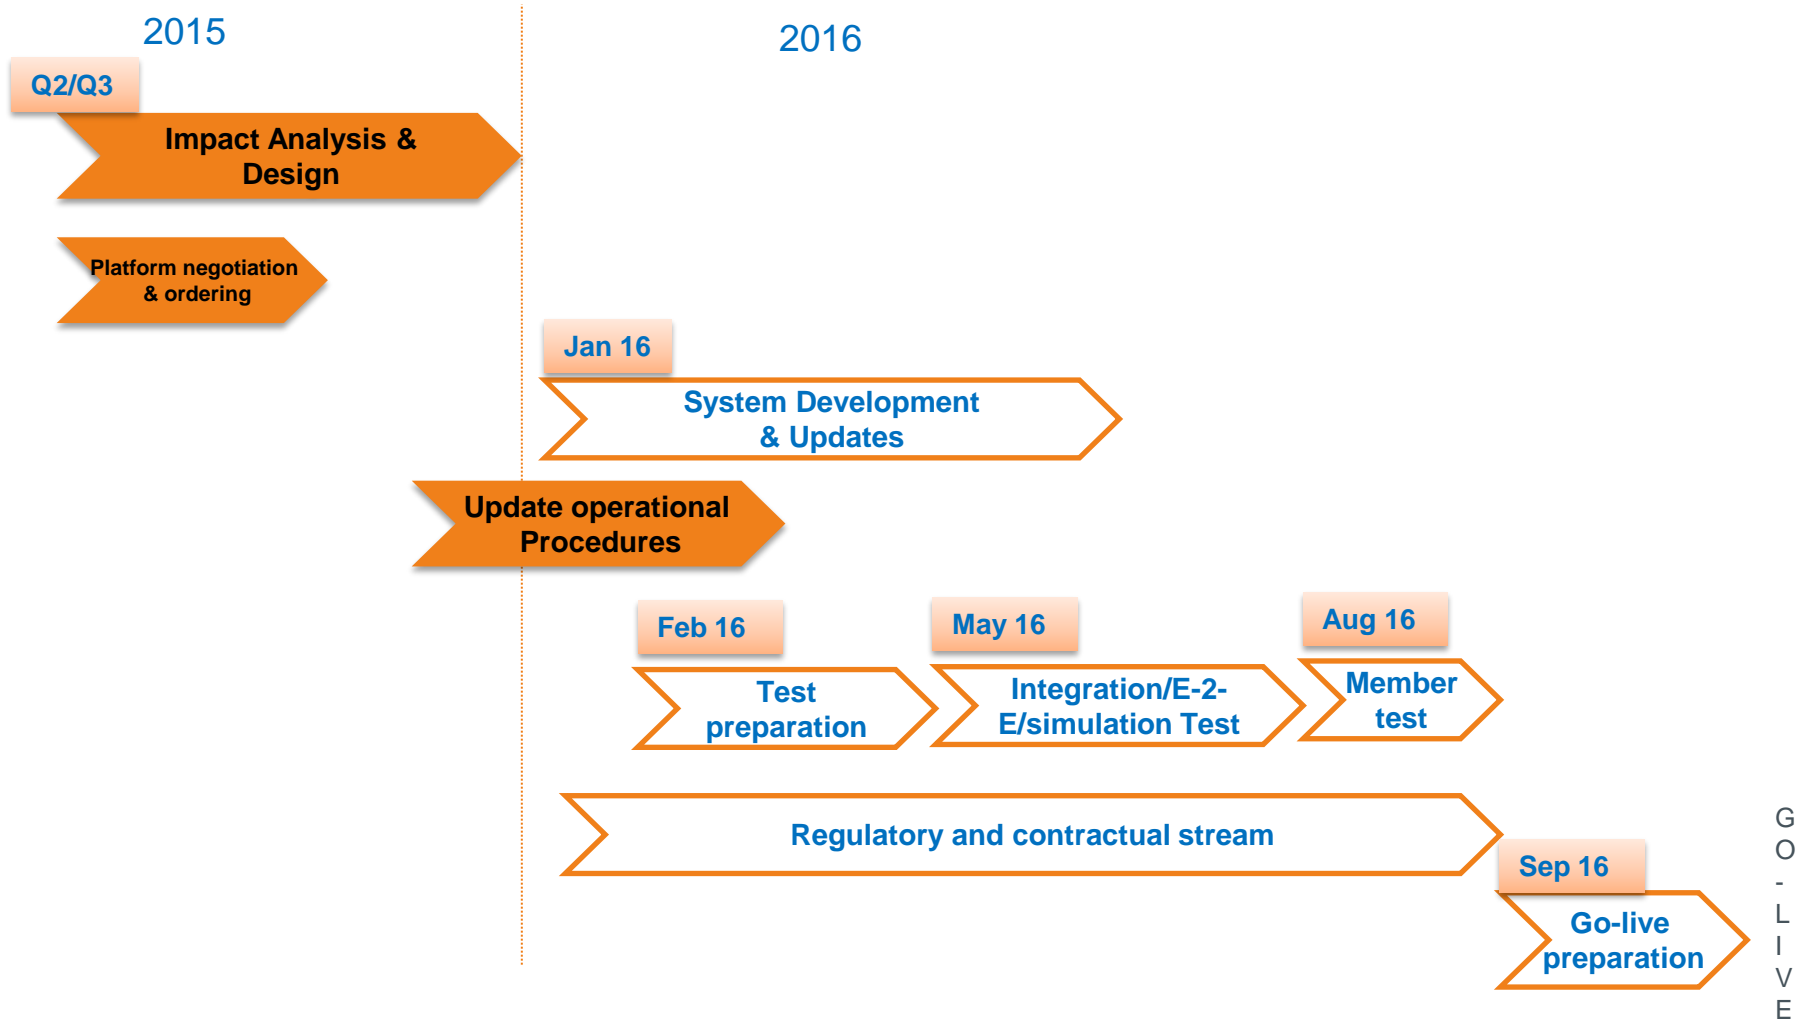 2015
2016
Q2/Q3
Impact Analysis &
Design
Platform negotiation
& ordering
Jan 16
System Development
& Updates
Update operational
Procedures
Feb 16
May 16
Aug 16
Test
preparation
Integration/E-2-
E/simulation Test
Member
test
Regulatory and contractual stream
Sep 16
Go-live
preparation
G
O
-
L
I
V
E